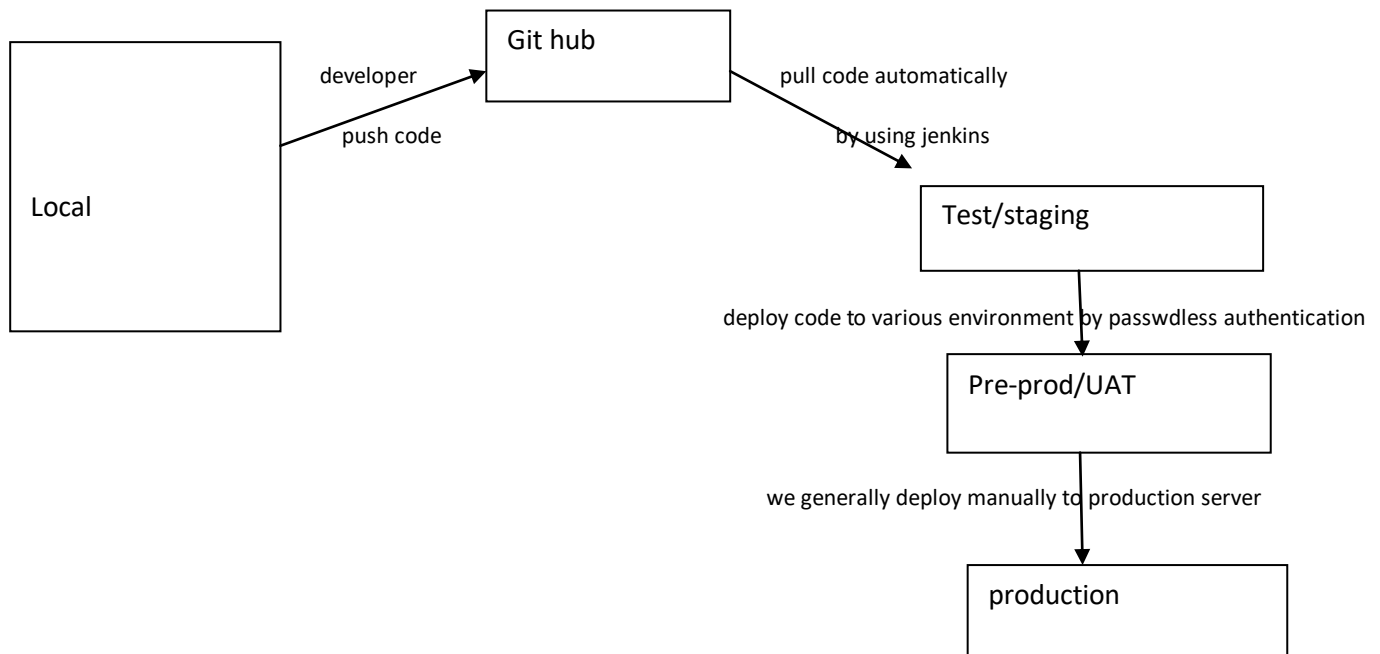 Git hub
developer
push code
pull code automatically
by using jenkins
Local
Test/staging
deploy code to various environment by passwdless authentication
Pre-prod/UAT
we generally deploy manually to production server
production